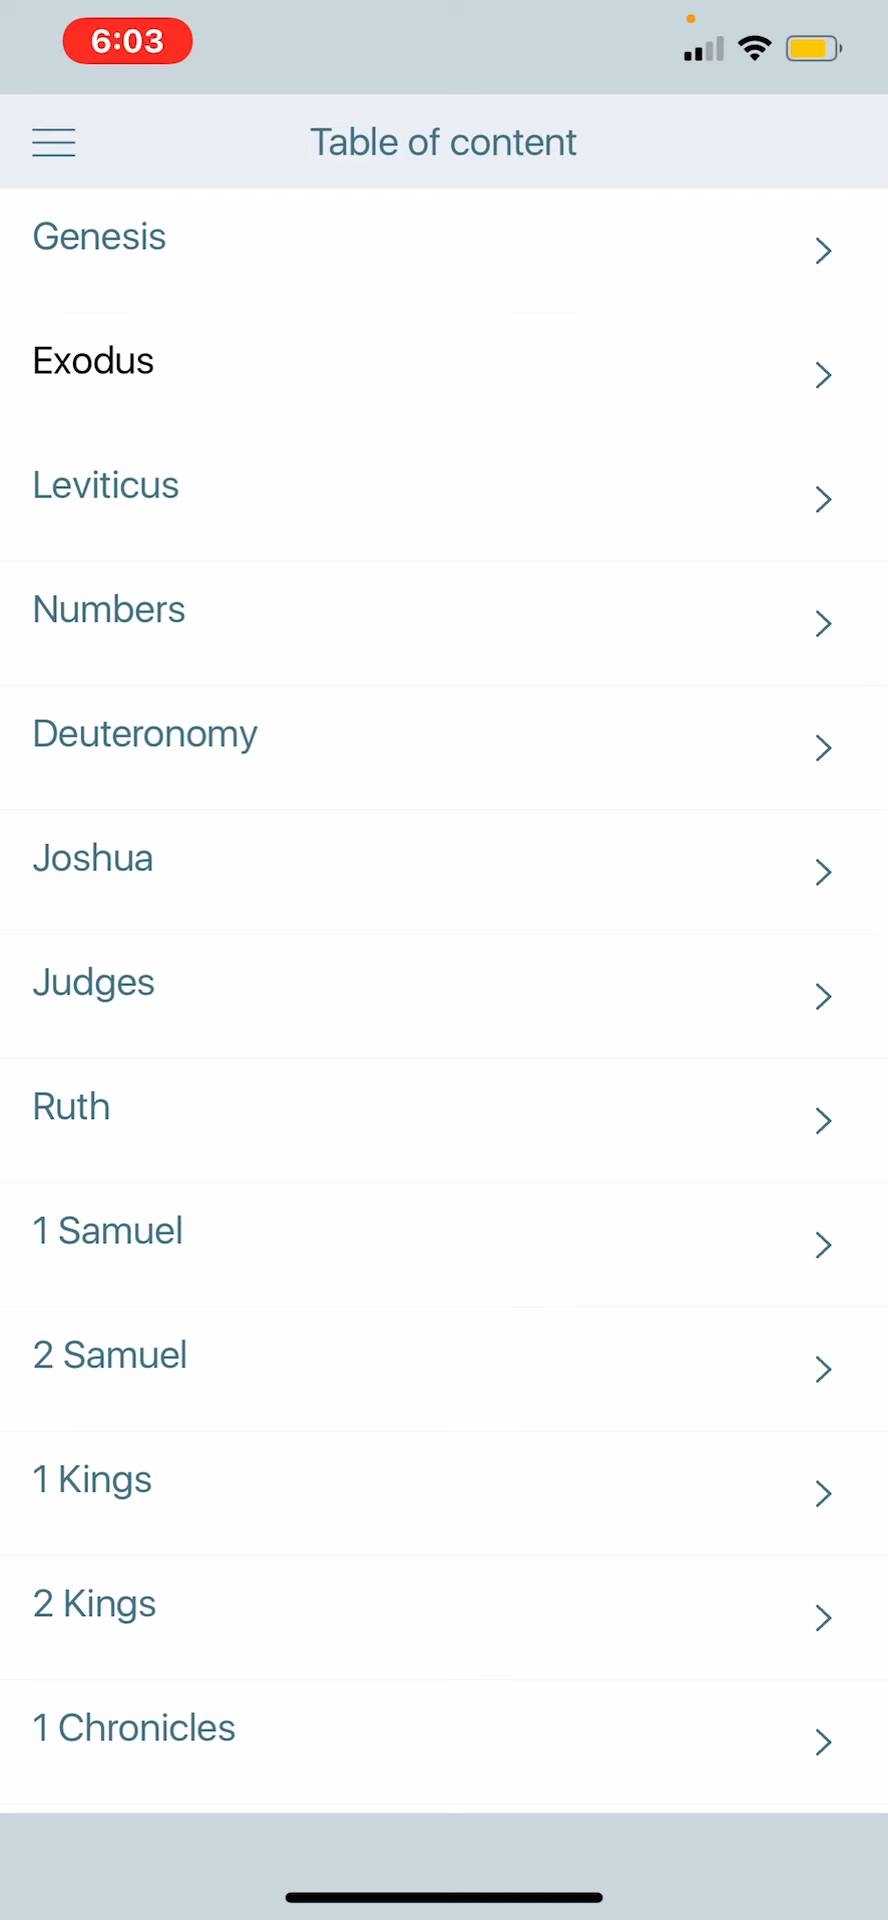 6:03
Table of content
Genesis
Exodus
Leviticus
Numbers
Deuteronomy
Joshua
Judges
Ruth
1 Samuel
2 Samuel
1 Kings
2 Kings
1 Chronicles